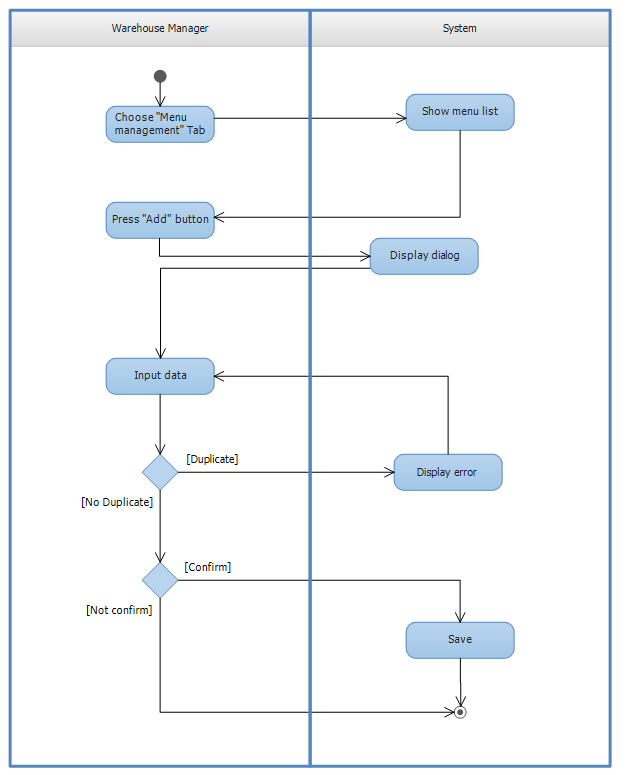 Warehouse Manager
System
Choose "Menu
management" Tab
Show menu list
Press "Add" button
Display dialog
Input data
[Duplicate]
Display error
[No Duplicate]
[Confirm]
[Not confirm]
Save